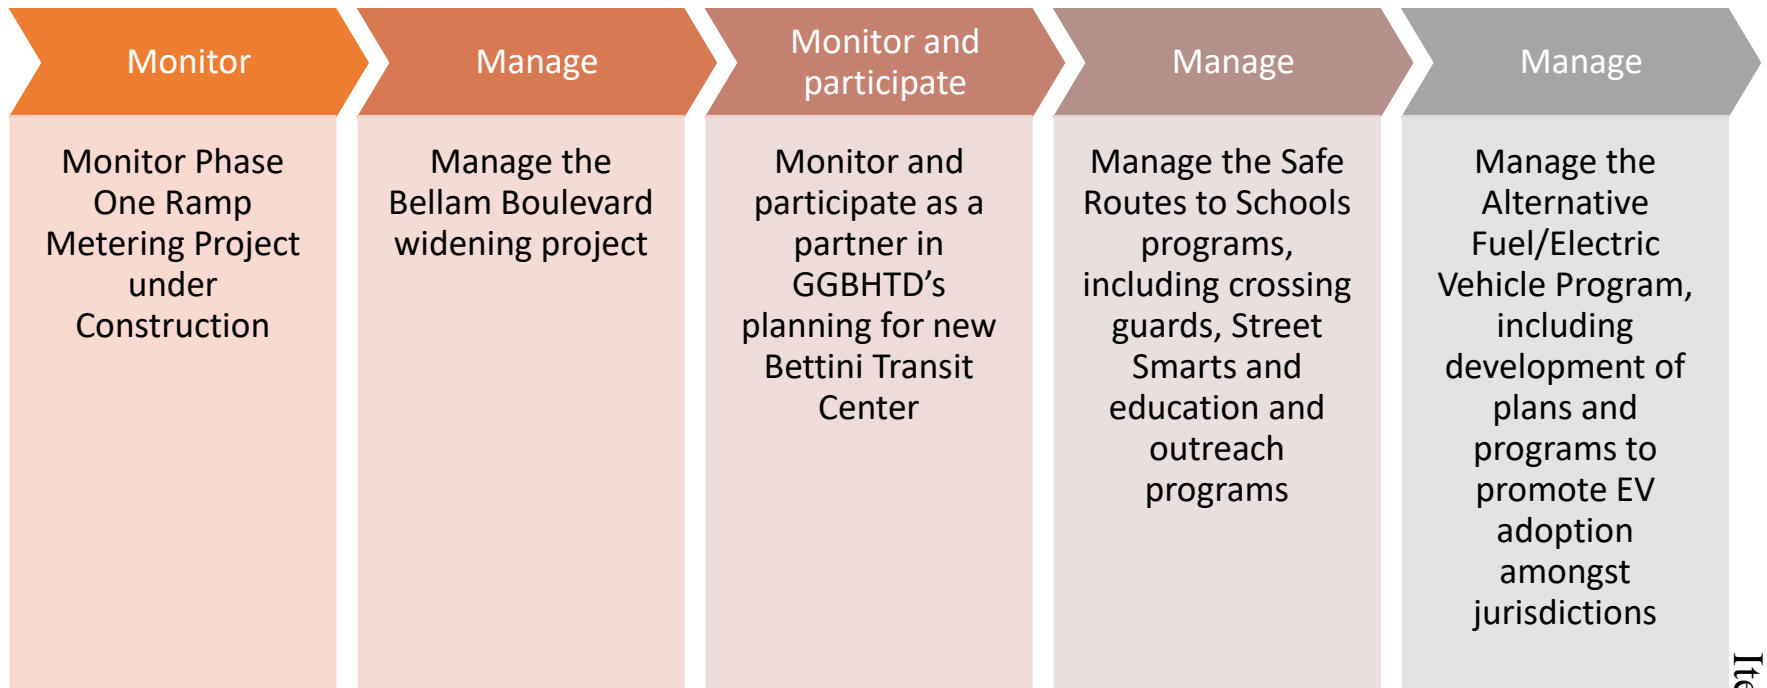 Monitor
Monitor Phase
One Ramp
Metering Project
under
Construction
Manage
Manage the
Bellam Boulevard
widening project
Monitor and
participate
Monitor and
participate as a
partner in
GGBHTD’s
planning for new
Bettini Transit
Center
Manage
Manage the Safe
Routes to Schools
programs,
including crossing
guards, Street
Smarts and
education and
outreach
programs
Manage
Manage the
Alternative
Fuel/Electric
Vehicle Program,
including
development of
plans and
programs to
promote EV
adoption
amongst
jurisdictions